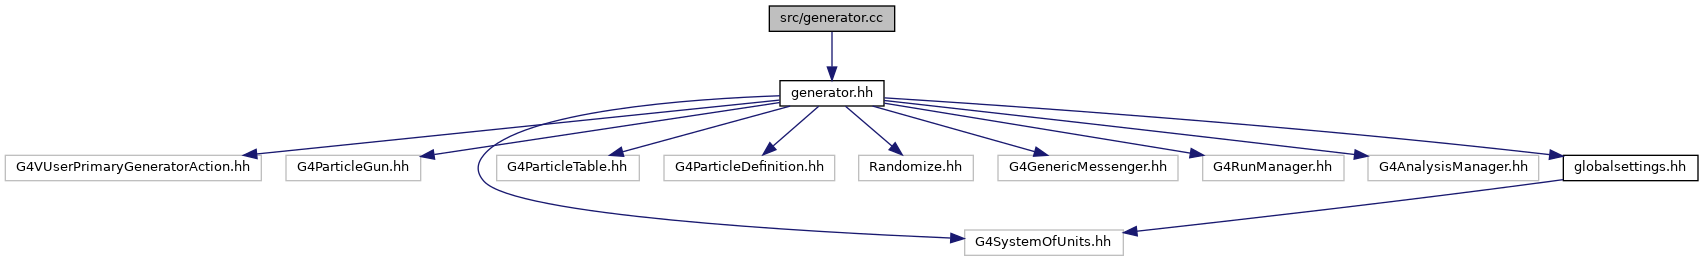 src/generator.cc
generator.hh
G4VUserPrimaryGeneratorAction.hh
G4ParticleGun.hh
G4ParticleTable.hh
G4ParticleDefinition.hh
Randomize.hh
G4GenericMessenger.hh
G4RunManager.hh
G4AnalysisManager.hh
globalsettings.hh
G4SystemOfUnits.hh